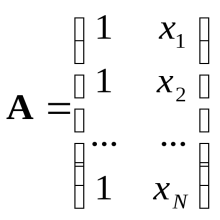 1 x₁
1 x₂
A =
... ...
1 x_N